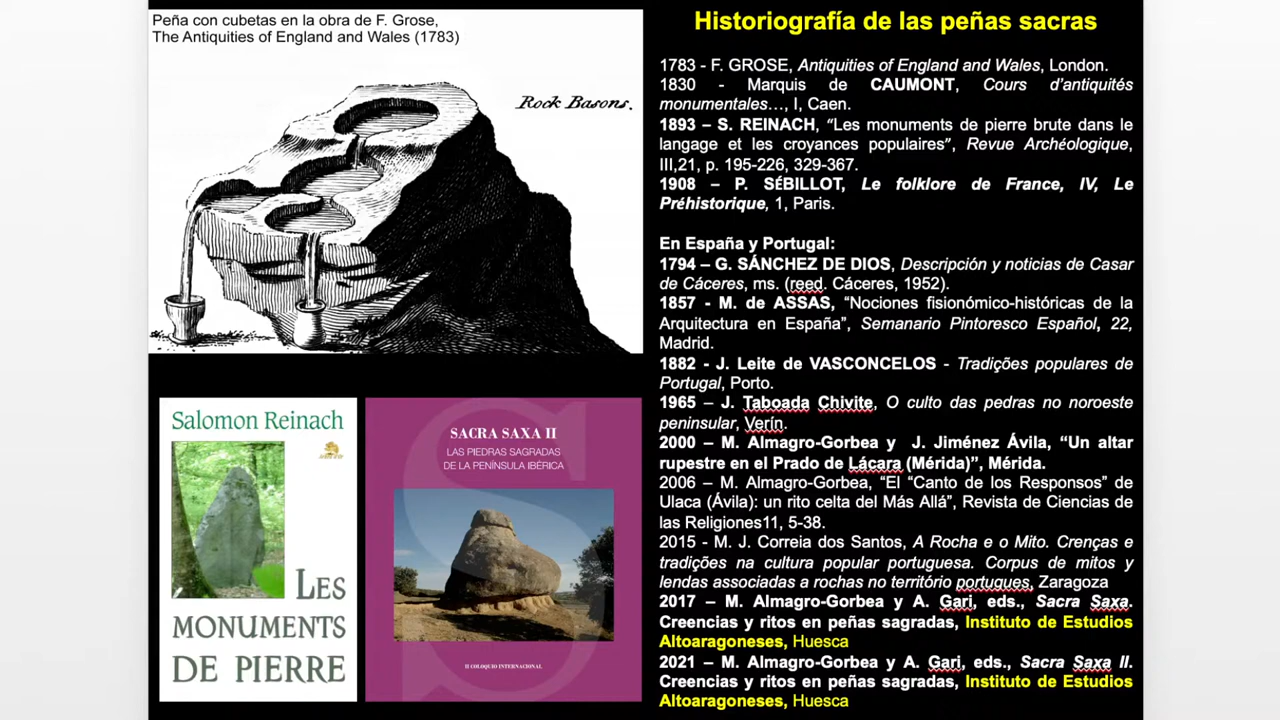 Peña con cubetas en la obra de F. Grose,
The Antiquities of England and Wales (1783)
Rock Basons.
Salomon Reinach
LES
MONUMENTS
DE PIERRE
SACRA SAXA II
LAS PIEDRAS SAGRADAS
DE LA PENÍNSULA IBÉRICA
II COLOQUIO INTERNACIONAL
Historiografía de las peñas sacras
1783 - F. GROSE, Antiquities of England and Wales, London.
1830 - Marquis de CAUMONT, Cours d'antiquités
monumentales…, I, Caen.
1893 – S. REINACH, “Les monuments de pierre brute dans le
langage et les croyances populaires”, Revue Archéologique,
III,21, p. 195-226, 329-367.
1908 – P. SÉBILLOT, Le folklore de France, IV, Le
Préhistorique, 1, Paris.
En España y Portugal:
1794 – G. SÁNCHEZ DE DIOS, Descripción y noticias de Casar
de Cáceres, ms. (reed. Cáceres, 1952).
1857 - M. de ASSAS, “Nociones fisionómico-históricas de la
Arquitectura en España”, Semanario Pintoresco Español, 22,
Madrid.
1882 - J. Leite de VASCONCELOS - Tradições populares de
Portugal, Porto.
1965 – J. Taboada Chivite, O culto das pedras no noroeste
peninsular, Verín.
2000 – M. Almagro-Gorbea y J. Jiménez Ávila, “Un altar
rupestre en el Prado de Lácara (Mérida)”, Mérida.
2006 – M. Almagro-Gorbea, “El “Canto de los Responsos” de
Ulaca (Ávila): un rito celta del Más Allá”, Revista de Ciencias de
las Religiones11, 5-38.
2015 - M. J. Correia dos Santos, A Rocha e o Mito. Crenças e
tradições na cultura popular portuguesa. Corpus de mitos y
lendas associadas a rochas no território portugues, Zaragoza
2017 – M. Almagro-Gorbea y A. Gari, eds., Sacra Saxa.
Creencias y ritos en peñas sagradas, Instituto de Estudios
Altoaragoneses, Huesca
2021 – M. Almagro-Gorbea y A. Gari, eds., Sacra Saxa II.
Creencias y ritos en peñas sagradas, Instituto de Estudios
Altoaragoneses, Huesca